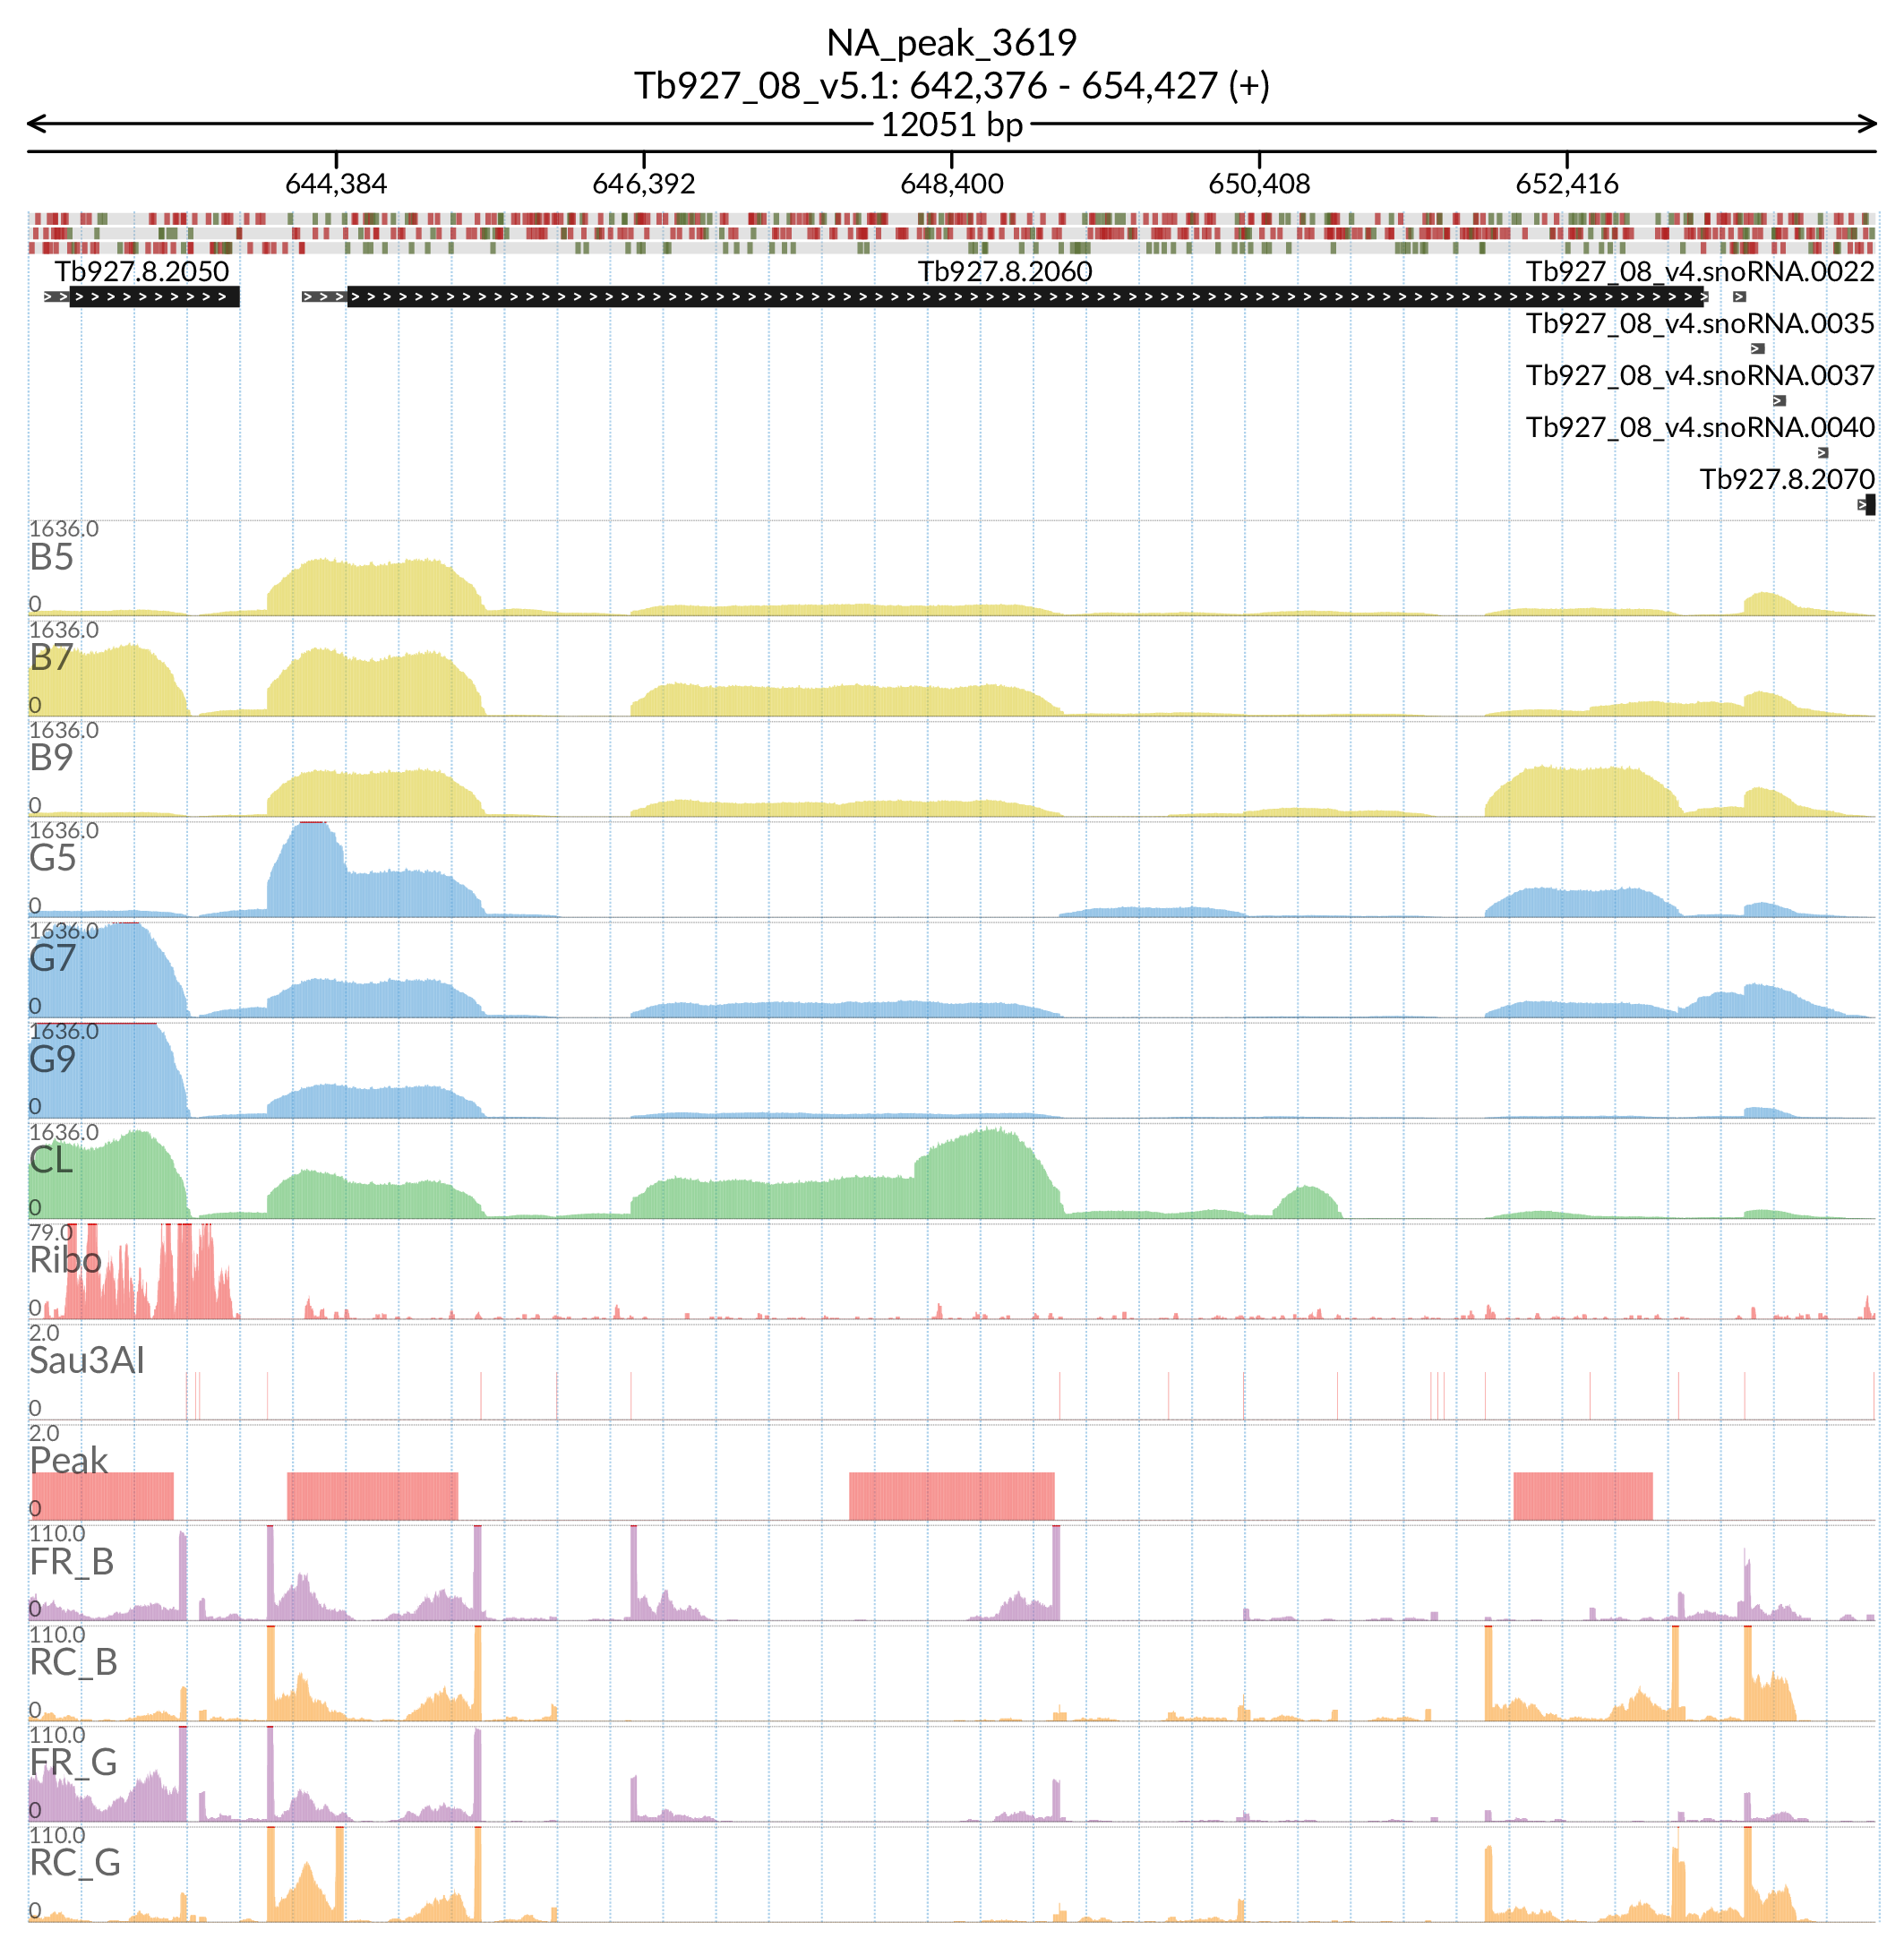 NA_peak_3619
Tb927_08_v5.1: 642,376 - 654,427 (+)
12051 bp
644,384 646,392 648,400 650,408 652,416
Tb927.8.2050 Tb927.8.2060 Tb927_08_v4.snoRNA.0022
Tb927_08_v4.snoRNA.0035
Tb927_08_v4.snoRNA.0037
Tb927_08_v4.snoRNA.0040
Tb927.8.2070
1636.0
B5
0
1636.0
B7
0
1636.0
B9
0
1636.0
G5
0
1636.0
G7
0
1636.0
G9
0
1636.0
CL
0
79.0
Ribo
0
2.0
Sau3AI
0
2.0
Peak
0
110.0
FR_B
0
110.0
RC_B
0
110.0
FR_G
0
110.0
RC_G
0